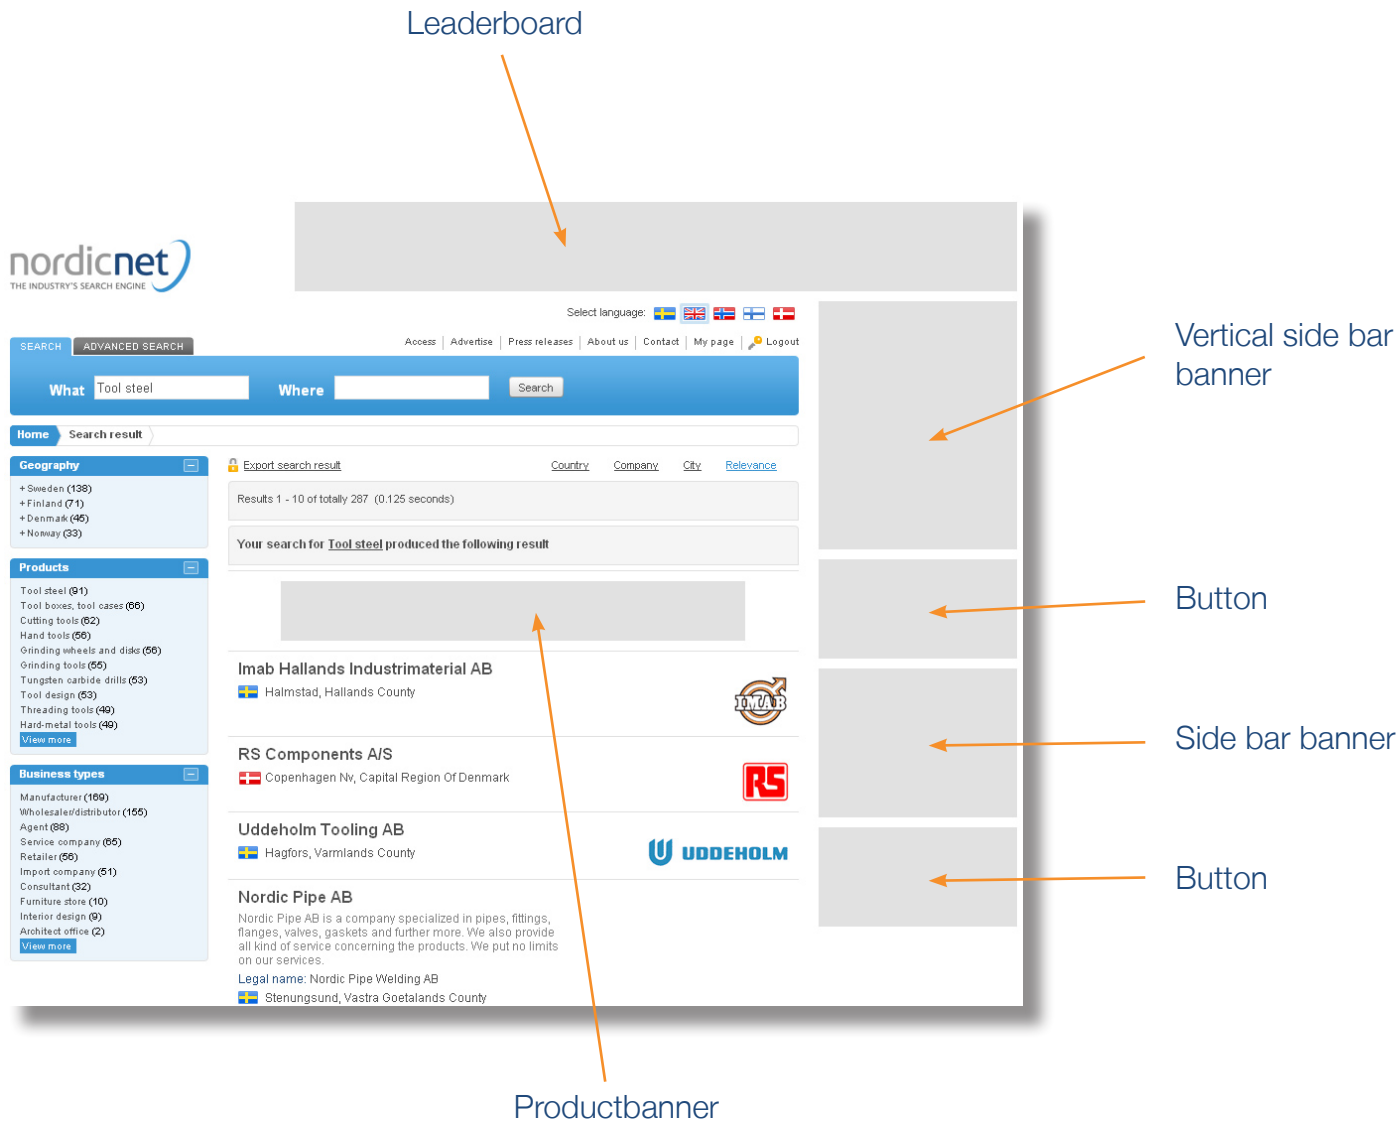 Leaderboard
nordicnet
THE INDUSTRY'S SEARCH ENGINE
Select language:
SEARCH ADVANCED SEARCH
Access Advertise Press releases About us Contact My page Logout
What Tool steel Where Search
Home Search result
Geography
+ Sweden (138)
+ Finland (71)
+ Denmark (45)
+ Norway (33)
Products
Tool steel (91)
Tool boxes, tool cases (66)
Cutting tools (62)
Hand tools (56)
Grinding wheels and disks (56)
Grinding tools (55)
Tungsten carbide drills (53)
Tool design (53)
Threading tools (49)
Hard-metal tools (49)
View more
Business types
Manufacturer (169)
Wholesaler/distributor (155)
Agent (88)
Service company (65)
Retailer (56)
Import company (51)
Consultant (32)
Furniture store (10)
Interior design (9)
Architect office (2)
View more
Export search result
Country Company City Relevance
Results 1 - 10 of totally 287 (0.125 seconds)
Your search for Tool steel produced the following result
Imab Hallands Industrimaterial AB
Halmstad, Hallands County
IMAB
RS Components A/S
Copenhagen Nv, Capital Region Of Denmark
RS
Uddeholm Tooling AB
Hagfors, Varmlands County
UDDEHOLM
Nordic Pipe AB
Nordic Pipe AB is a company specialized in pipes, fittings,
flanges, valves, gaskets and further more. We also provide
all kind of service concerning the products. We put no limits
on our services.
Legal name: Nordic Pipe Welding AB
Stenungsund, Vastra Goetalands County
Vertical side bar
banner
Button
Side bar banner
Button
Productbanner